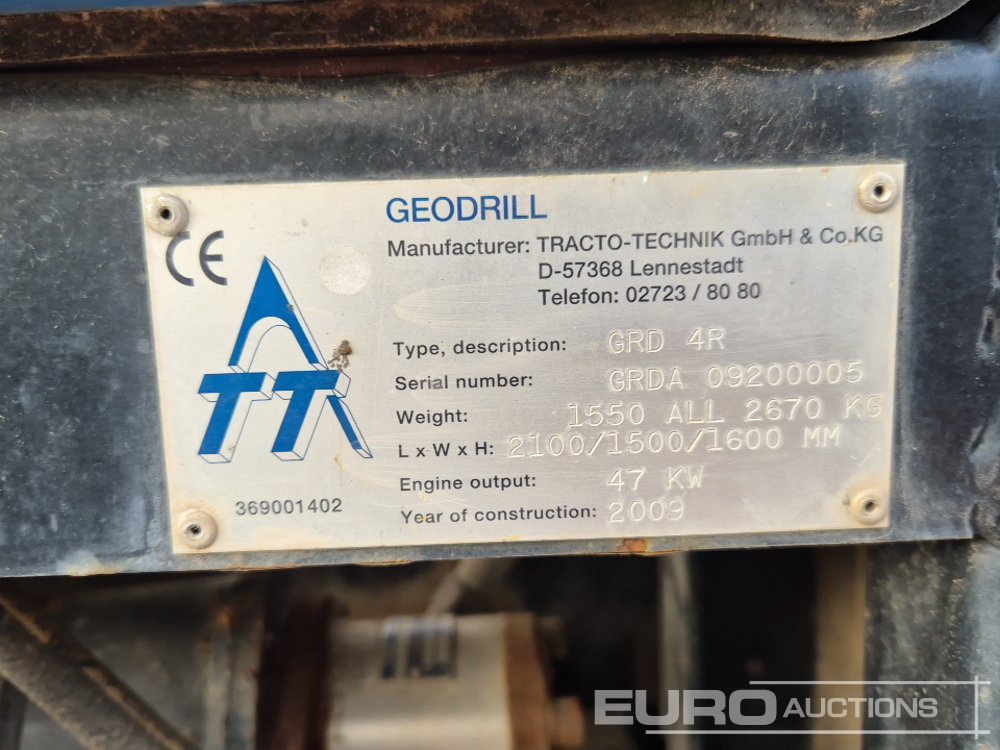 GEODRILL
Manufacturer: TRACTO-TECHNIK GmbH & Co.KG
D-57368 Lennestadt
Telefon: 02723 / 80 80
CE
TT
369001402
Type, description: GRD 4R
Serial number: GRDA 09200005
Weight: 1550 ALL 2670 KG
L x W x H: 2100/1500/1600 MM
Engine output: 47 KW
Year of construction: 2009
EURO AUCTIONS